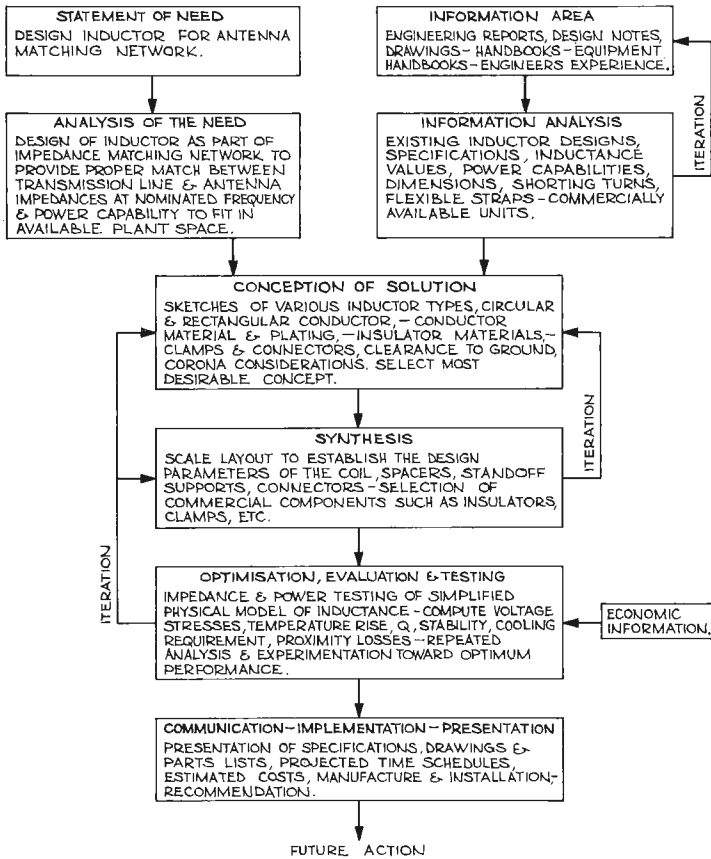 STATEMENT OF NEED
DESIGN INDUCTOR FOR ANTENNA
MATCHING NETWORK.
INFORMATION AREA
ENGINEERING REPORTS, DESIGN NOTES,
DRAWINGS-HANDBOOKS-EQUIPMENT
HANDBOOKS-ENGINEERS EXPERIENCE.
ITERATION
ANALYSIS OF THE NEED
DESIGN OF INDUCTOR AS PART OF
IMPEDANCE MATCHING NETWORK TO
PROVIDE PROPER MATCH BETWEEN
TRANSMISSION LINE & ANTENNA
IMPEDANCES AT NOMINATED FREQUENCY
& POWER CAPABILITY TO FIT IN
AVAILABLE PLANT SPACE.
INFORMATION ANALYSIS
EXISTING INDUCTOR DESIGNS,
SPECIFICATIONS, INDUCTANCE
VALUES, POWER CAPABILITIES,
DIMENSIONS, SHORTING TURNS,
FLEXIBLE STRAPS-COMMERCIALLY
AVAILABLE UNITS.
CONCEPTION OF SOLUTION
SKETCHES OF VARIOUS INDUCTOR TYPES, CIRCULAR
& RECTANGULAR CONDUCTOR, - CONDUCTOR
MATERIAL & PLATING, -INSULATOR MATERIALS,-
CLAMPS & CONNECTORS, CLEARANCE TO GROUND,
CORONA CONSIDERATIONS. SELECT MOST
DESIRABLE CONCEPT.
ITERATION
SYNTHESIS
SCALE LAYOUT TO ESTABLISH THE DESIGN
PARAMETERS OF THE COIL, SPACERS, STANDOFF
SUPPORTS, CONNECTORS-SELECTION OF
COMMERCIAL COMPONENTS SUCH AS INSULATORS,
CLAMPS, ETC.
ITERATION
OPTIMISATION, EVALUATION & TESTING
IMPEDANCE & POWER TESTING OF SIMPLIFIED
PHYSICAL MODEL OF INDUCTANCE-COMPUTE VOLTAGE
STRESSES, TEMPERATURE RISE, Q, STABILITY, COOLING
REQUIREMENT, PROXIMITY LOSSES-REPEATED
ANALYSIS & EXPERIMENTATION TOWARD OPTIMUM
PERFORMANCE.
ECONOMIC
INFORMATION.
COMMUNICATION-IMPLEMENTATION-PRESENTATION
PRESENTATION OF SPECIFICATIONS, DRAWINGS &
PARTS LISTS, PROJECTED TIME SCHEDULES,
ESTIMATED COSTS, MANUFACTURE & INSTALLATION,-
RECOMMENDATION.
FUTURE ACTION